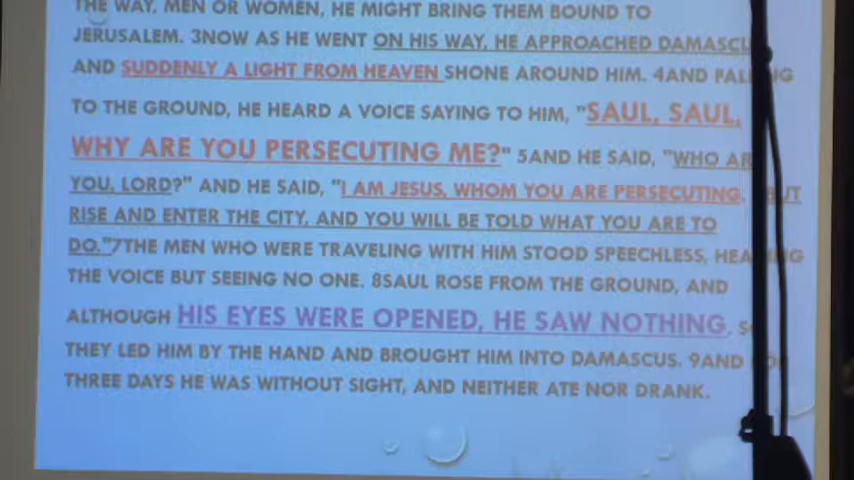 THE WAY, MEN OR WOMEN, HE MIGHT BRING THEM BOUND TO
JERUSALEM. 3NOW AS HE WENT ON HIS WAY, HE APPROACHED
AND SUDDENLY A LIGHT FROM HEAVEN SHONE AROUND HIM. 4AND
TO THE GROUND, HE HEARD A VOICE SAYING TO HIM, "SAUL, SAUL,
WHY ARE YOU PERSECUTING ME?" 5AND HE SAID, "WHO
YOU, LORD?" AND HE SAID, "I AM JESUS, WHOM YOU ARE PERSECUTING.
RISE AND ENTER THE CITY, AND YOU WILL BE TOLD WHAT YOU ARE TO
DO."7THE MEN WHO WERE TRAVELING WITH HIM STOOD SPEECHLESS,
THE VOICE BUT SEEING NO ONE. 8SAUL ROSE FROM THE GROUND, AND
ALTHOUGH HIS EYES WERE OPENED, HE SAW NOTHING.
THEY LED HIM BY THE HAND AND BROUGHT HIM INTO DAMASCUS. 9AND
THREE DAYS HE WAS WITHOUT SIGHT, AND NEITHER ATE NOR DRANK.